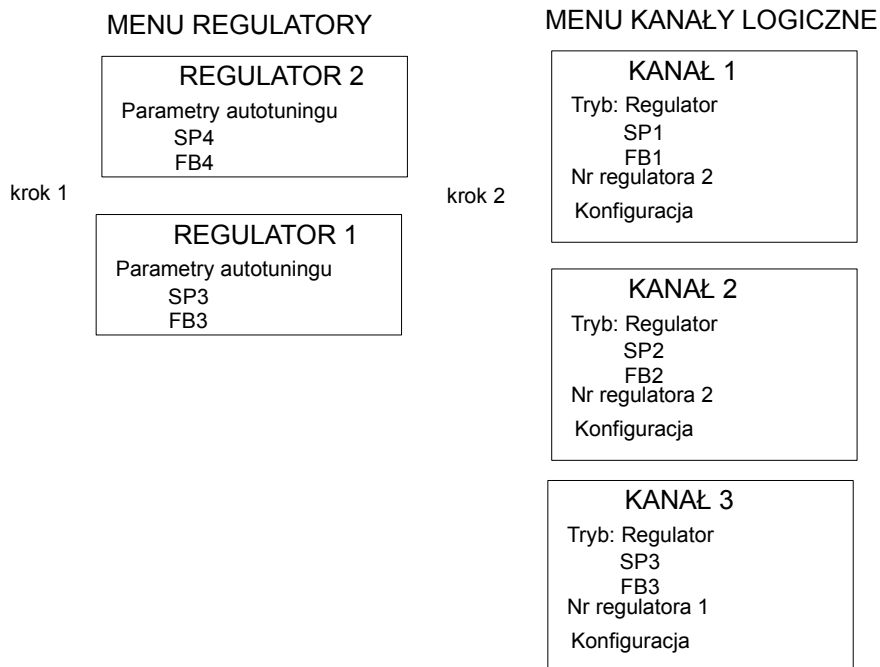 MENU REGULATORY
REGULATOR 2
Parametry autotuningu
SP4
FB4
krok 1
REGULATOR 1
Parametry autotuningu
SP3
FB3
MENU KANAŁY LOGICZNE
KANAŁ 1
Tryb: Regulator
SP1
FB1
Nr regulatora 2
Konfiguracja
krok 2
KANAŁ 2
Tryb: Regulator
SP2
FB2
Nr regulatora 2
Konfiguracja
KANAŁ 3
Tryb: Regulator
SP3
FB3
Nr regulatora 1
Konfiguracja